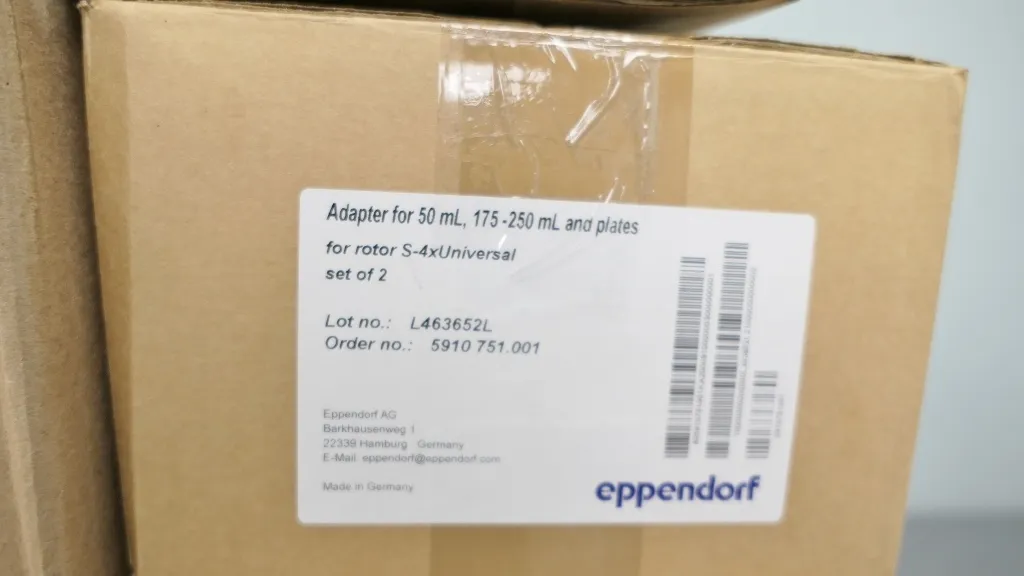 Adapter for 50 mL, 175-250 mL and plates
for rotor S-4xUniversal
set of 2
Lot no.: L463652L
Order no.: 5910 751.001
Eppendorf AG
Barkhausenweg 1
22339 Hamburg Germany
E-Mail eppendorf@eppendorf.com
Made in Germany
eppendorf